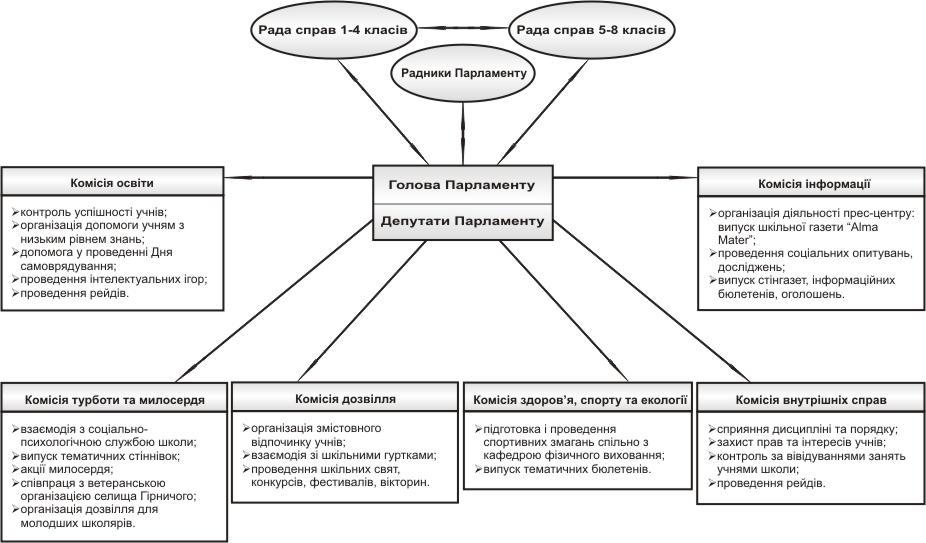 Рада справ 1-4 класів
Рада справ 5-8 класів
Радники Парламенту
Голова Парламенту
Депутати Парламенту
Комісія освіти
➢контроль успішності учнів;
➢організація допомоги учням з
низьким рівнем знань;
➢допомога у проведенні Дня
самоврядування;
➢проведення інтелектуальних ігор;
➢проведення рейдів.
Комісія інформації
➢організація діяльності прес-центру:
випуск шкільної газети “Alma
Mater”;
➢проведення соціальних опитувань,
досліджень;
➢випуск стінгазет, інформаційних
бюлетенів, оголошень.
Комісія турботи та милосердя
➢взаємодія з соціально-
психологічною службою школи;
➢випуск тематичних стіннівок;
➢акції милосердя;
➢співпраця з ветеранською
організацією селища Гірничого;
➢організація дозвілля для
молодших школярів.
Комісія дозвілля
➢організація змістовного
відпочинку учнів;
➢взаємодія зі шкільними гуртками;
➢проведення шкільних свят,
конкурсів, фестивалів, вікторин.
Комісія здоров’я, спорту та екології
➢підготовка і проведення
спортивних змагань спільно з
кафедрою фізичного виховання;
➢випуск тематичних бюлетенів.
Комісія внутрішніх справ
➢сприяння дисципліні та порядку;
➢захист прав та інтересів учнів;
➢контроль за вівідуваннями занять
учнями школи;
➢проведення рейдів.